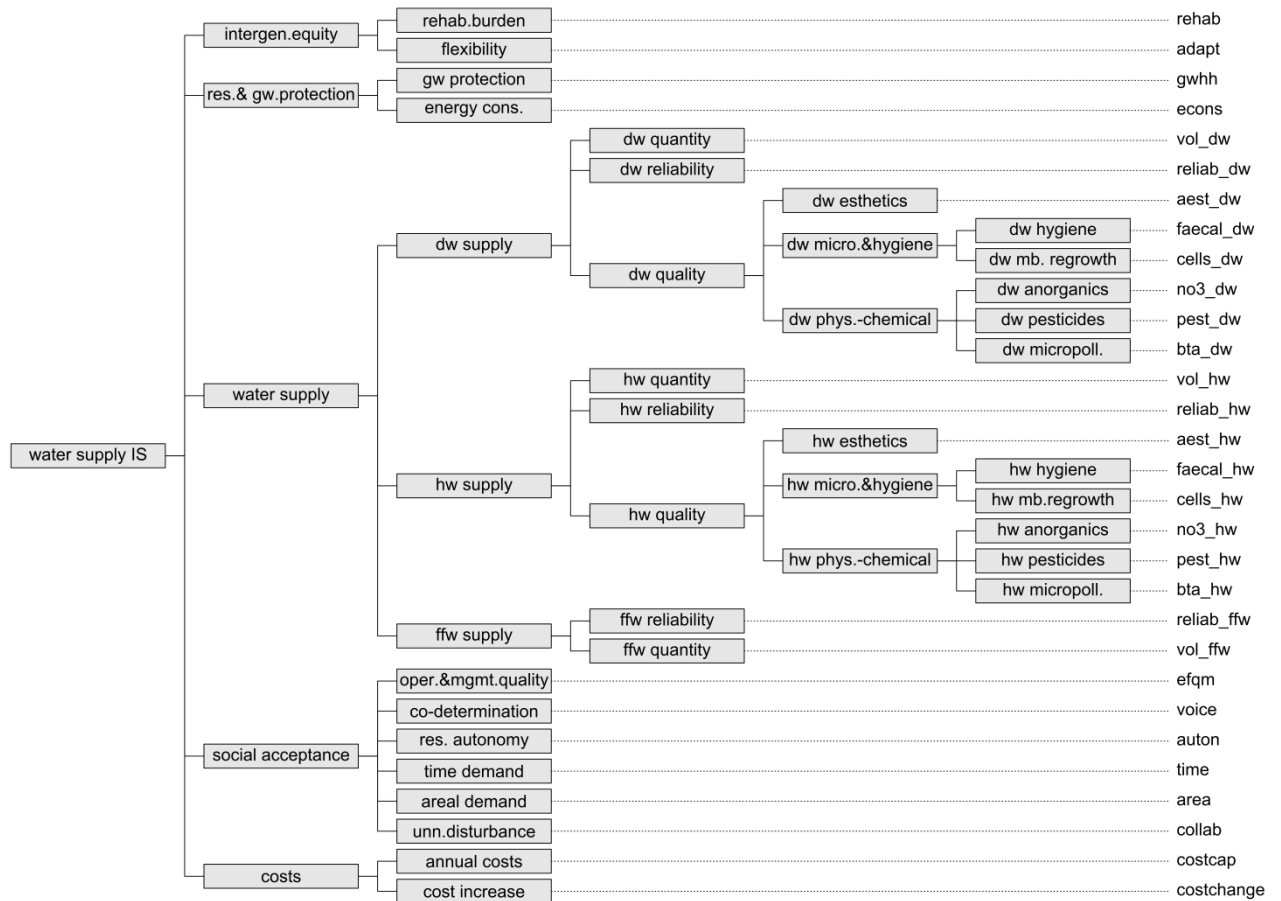 rehab.burden rehab
intergen.equity
flexibility adapt
gw protection gwhh
res.& gw.protection
energy cons. econs
dw quantity vol_dw
dw reliability reliab_dw
dw esthetics aest_dw
dw hygiene faecal_dw
dw supply dw micro.&hygiene
dw mb. regrowth cells_dw
dw quality
dw anorganics no3_dw
dw phys.-chemical dw pesticides pest_dw
dw micropoll. bta_dw
hw quantity vol_hw
water supply
hw reliability reliab_hw
hw esthetics aest_hw
water supply IS
hw hygiene faecal_hw
hw supply hw micro.&hygiene
hw mb.regrowth cells_hw
hw quality
hw anorganics no3_hw
hw phys.-chemical hw pesticides pest_hw
hw micropoll. bta_hw
ffw reliability reliab_ffw
ffw supply
ffw quantity vol_ffw
oper.&mgmt.quality efqm
co-determination voice
res. autonomy auton
social acceptance
time demand time
areal demand area
unn.disturbance collab
annual costs costcap
costs
cost increase costchange